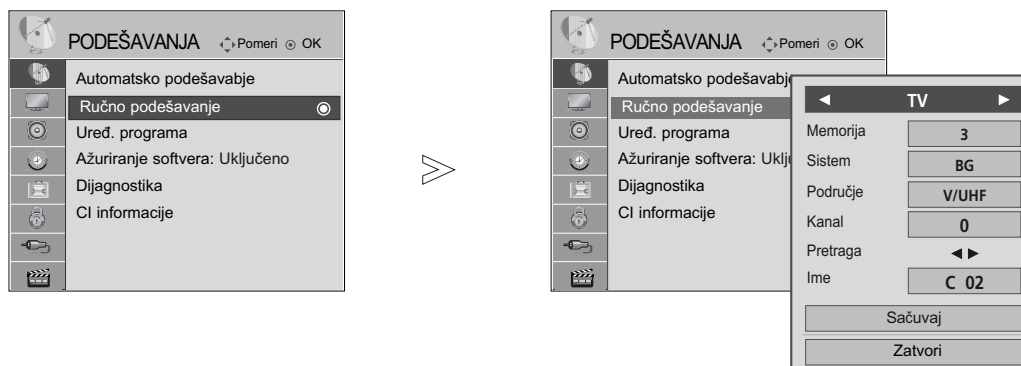 PODEŠAVANJA Pomeri OK
Automatsko podešavabje
Ručno podešavanje
Uređ. programa
Ažuriranje softvera: Uključeno
Dijagnostika
CI informacije
PODEŠAVANJA Pomeri OK
Automatsko podešavabj
Ručno podešavanje
Uređ. programa
Ažuriranje softvera: Uklju
Dijagnostika
CI informacije
◄ TV ►
Memorija 3
Sistem BG
Područje V/UHF
Kanal 0
Pretraga ◄ ►
Ime C 02
Sačuvaj
Zatvori